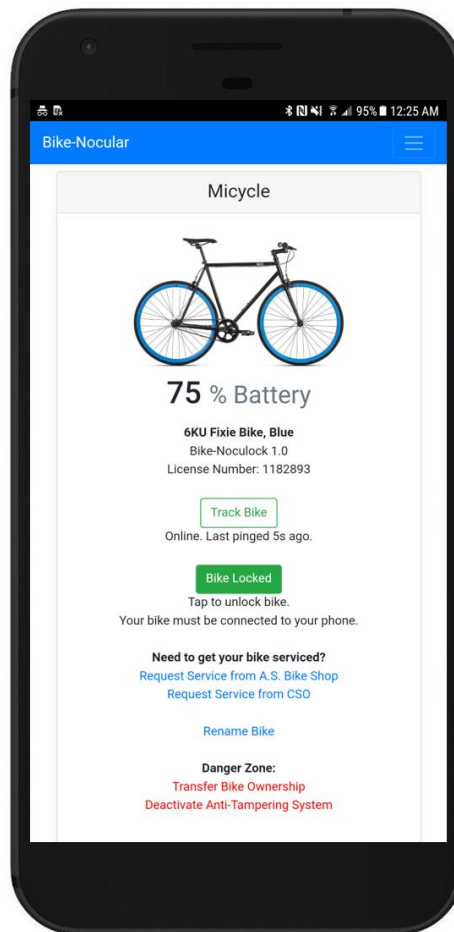 95% 12:25 AM
Bike-Nocular
Micycle
75 % Battery
6KU Fixie Bike, Blue
Bike-Noculock 1.0
License Number: 1182893
Track Bike
Online. Last pinged 5s ago.
Bike Locked
Tap to unlock bike.
Your bike must be connected to your phone.
Need to get your bike serviced?
Request Service from A.S. Bike Shop
Request Service from CSO
Rename Bike
Danger Zone:
Transfer Bike Ownership
Deactivate Anti-Tampering System